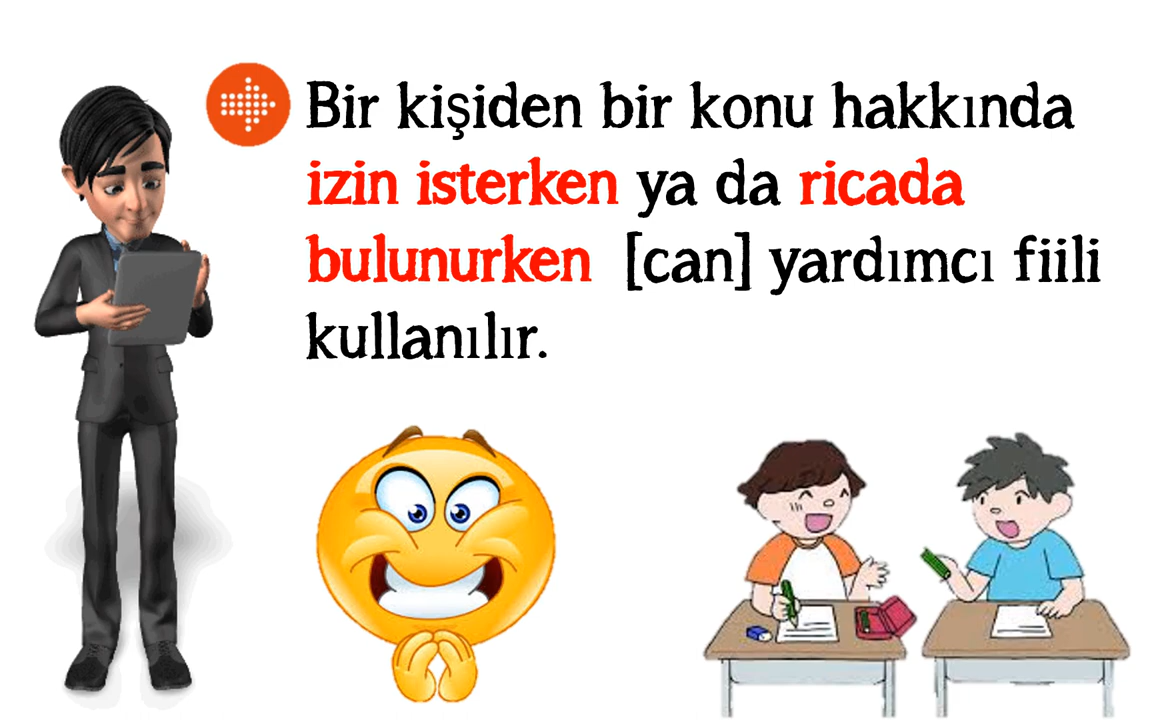 Bir kişiden bir konu hakkında
izin isterken ya da ricada
bulunurken [can] yardımcı fiili
kullanılır.